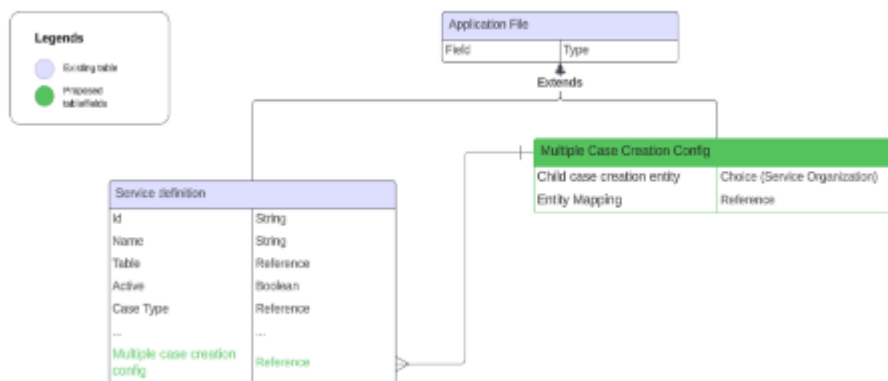 Legends
Existing table
Proposed
table/fields
Application File
Field Type
Extends
Multiple Case Creation Config
Child case creation entity Choice (Service Organization)
Entity Mapping Reference
Service definition
Id String
Name String
Table Reference
Active Boolean
Case Type Reference
... ...
Multiple case creation
config Reference